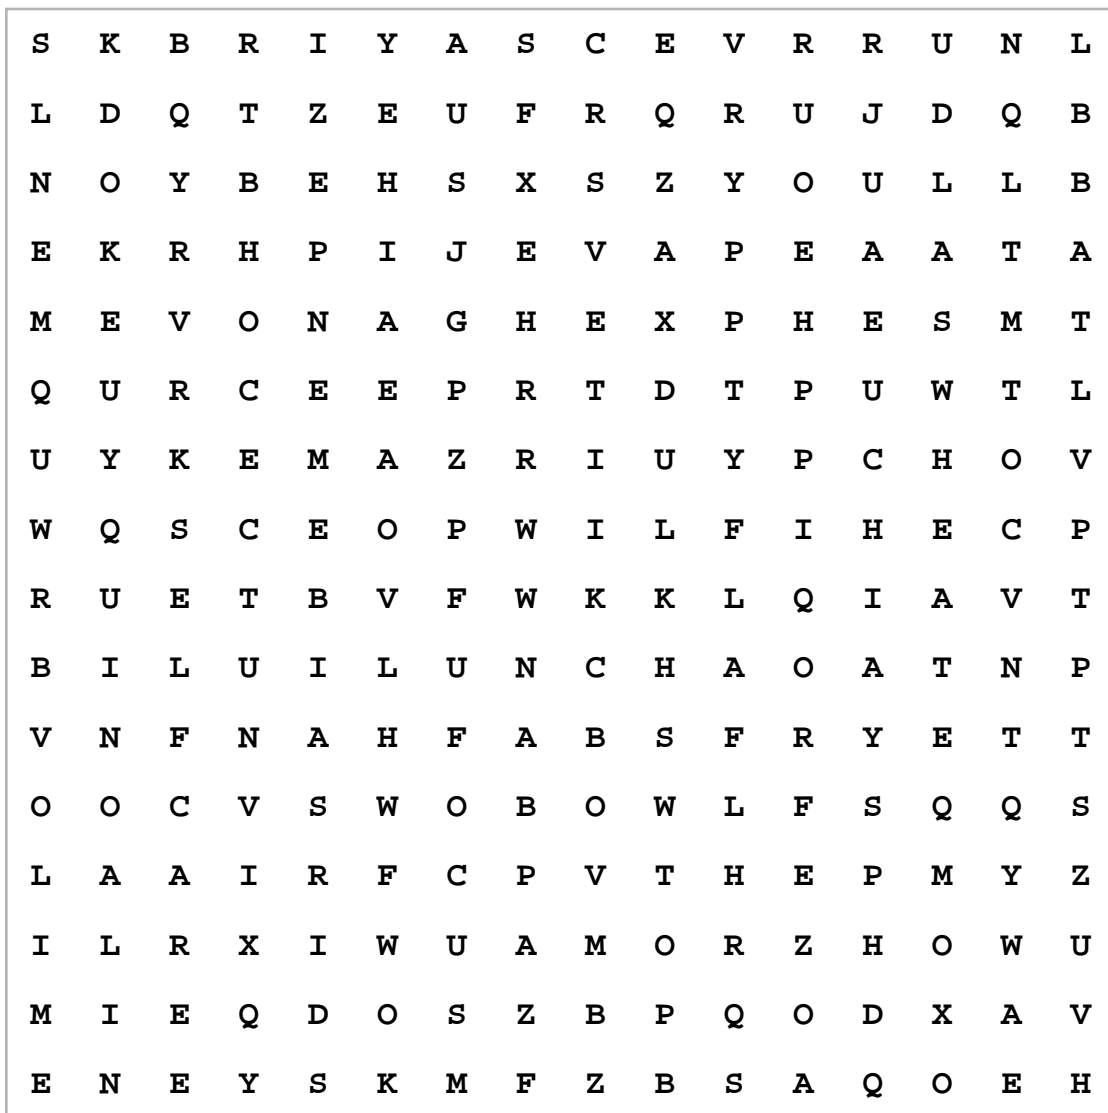 S K B R I Y A S C E V R R U N L
L D Q T Z E U F R Q R U J D Q B
N O Y B E H S X S Z Y O U L L B
E K R H P I J E V A P E A A T A
M E V O N A G H E X P H E S M T
Q U R C E E P R T D T P U W T L
U Y K E M A Z R I U Y P C H O V
W Q S C E O P W I L F I H E C P
R U E T B V F W K K L Q I A V T
B I L U I L U N C H A O A T N P
V N F N A H F A B S F R Y E T T
O O C V S W O B O W L F S Q Q S
L A A I R F C P V T H E P M Y Z
I L R X I W U A M O R Z H O W U
M I E Q D O S Z B P Q O D X A V
E N E Y S K M F Z B S A Q O E H